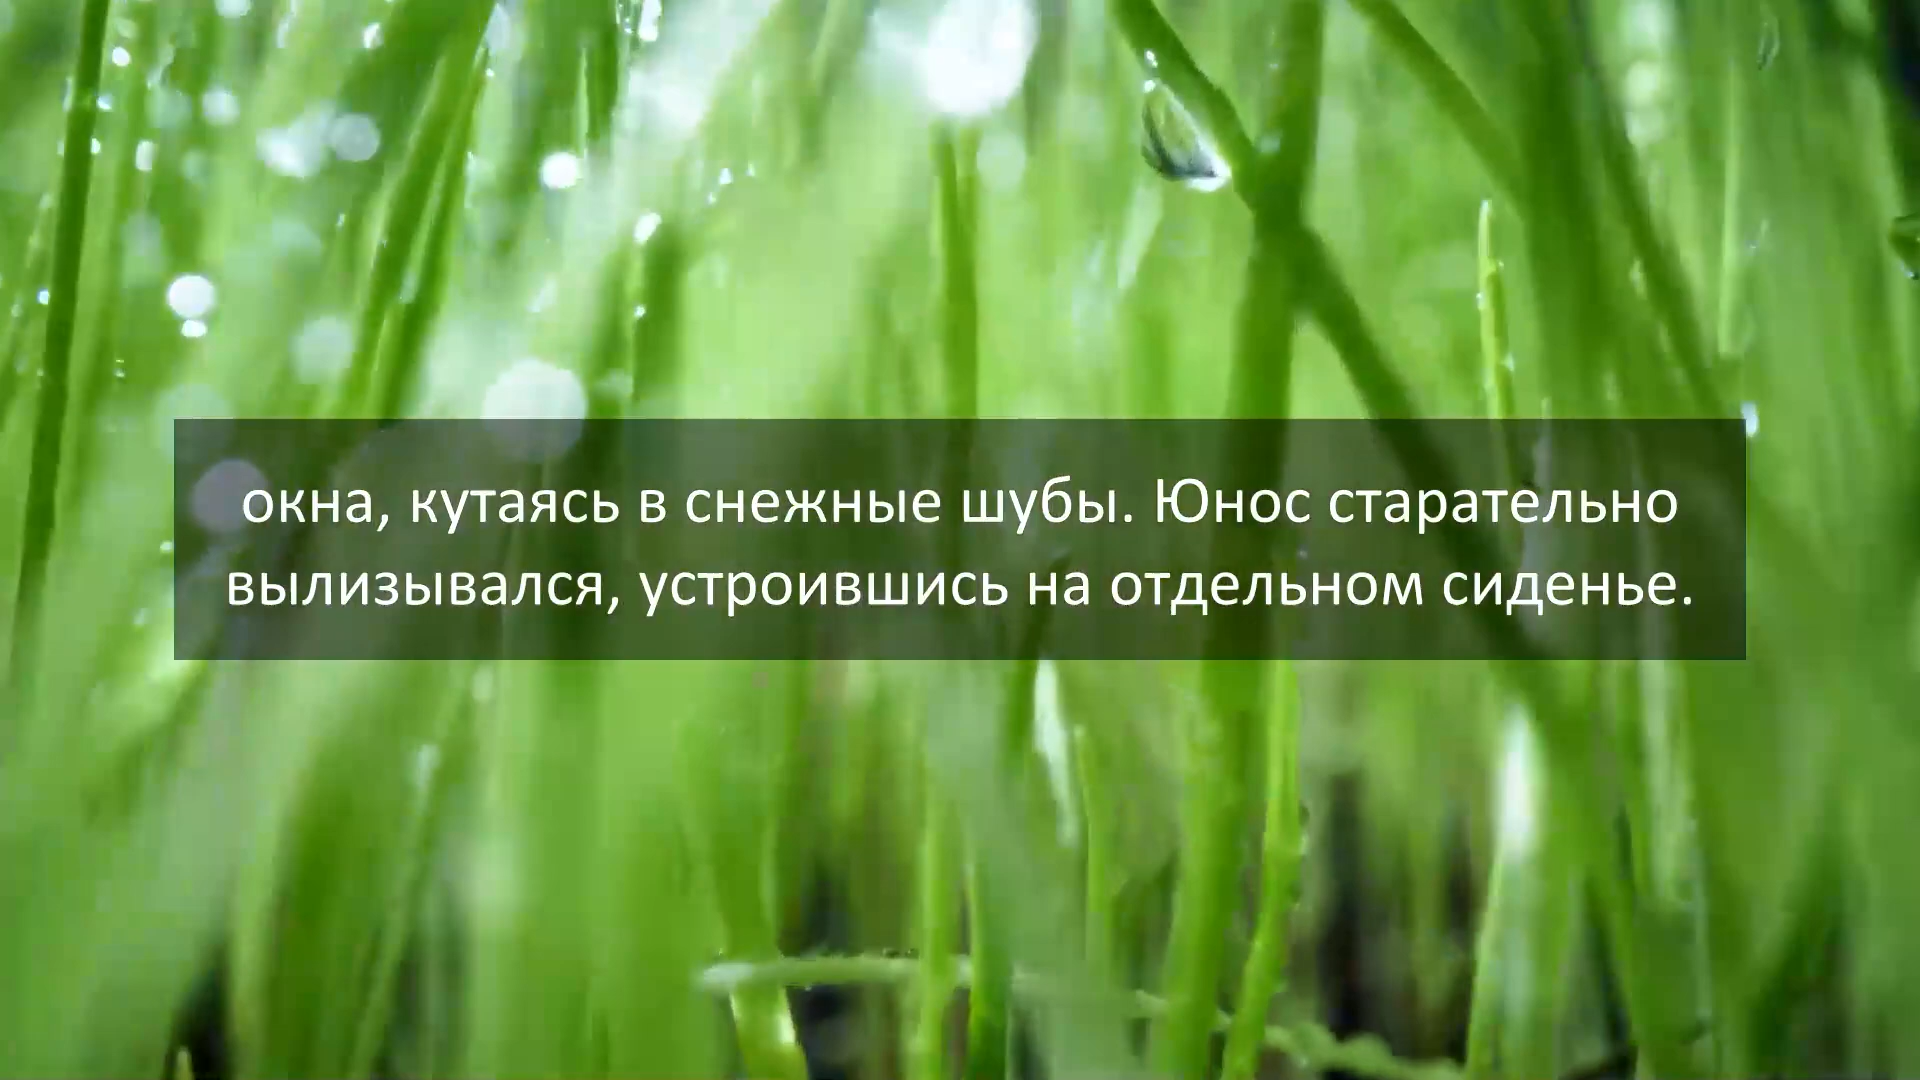 окна, кутаясь в снежные шубы. Юнос старательно
вылизывался, устроившись на отдельном сиденье.